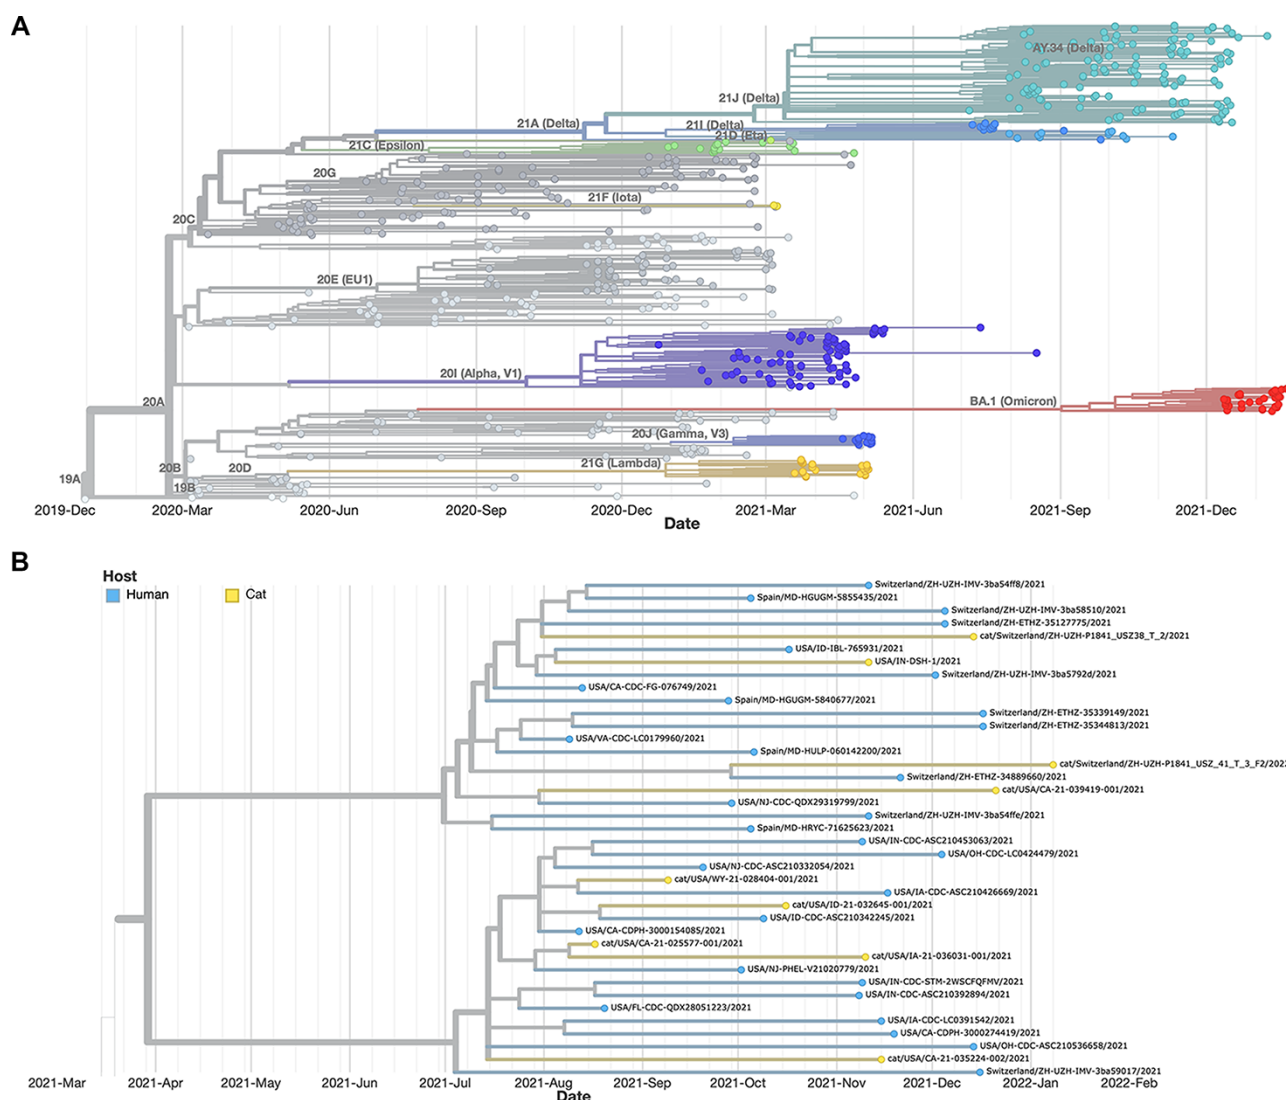 A
AY.34 (Delta)
21J (Delta)
21A (Delta)
21I (Delta)
21D (Eta)
21C (Epsilon)
20G
21F (Iota)
20C
20E (EU1)
20I (Alpha, V1)
20A
BA.1 (Omicron)
20J (Gamma, V3)
21G (Lambda)
20B
20D
19A
19B
2019-Dec 2020-Mar 2020-Jun 2020-Sep 2020-Dec 2021-Mar 2021-Jun 2021-Sep 2021-Dec
Date
B
Host
Human Cat
Switzerland/ZH-UZH-IMV-3ba54ff8/2021
Spain/MD-HGUGM-5855435/2021
Switzerland/ZH-UZH-IMV-3ba58510/2021
Switzerland/ZH-ETHZ-35127775/2021
cat/Switzerland/ZH-UZH-P1841_USZ38_T_2/2021
USA/ID-IBL-765931/2021
USA/IN-DSH-1/2021
Switzerland/ZH-UZH-IMV-3ba5792d/2021
USA/CA-CDC-FG-076749/2021
Spain/MD-HGUGM-5840677/2021
Switzerland/ZH-ETHZ-35339149/2021
Switzerland/ZH-ETHZ-35344813/2021
USA/VA-CDC-LC0179960/2021
Spain/MD-HULP-060142200/2021
cat/Switzerland/ZH-UZH-P1841_USZ_41_T_3_F2/202
Switzerland/ZH-ETHZ-34889660/2021
cat/USA/CA-21-039419-001/2021
USA/NJ-CDC-QDX29319799/2021
Switzerland/ZH-UZH-IMV-3ba54ffe/2021
Spain/MD-HRYC-71625623/2021
USA/IN-CDC-ASC210453063/2021
USA/OH-CDC-LC0424479/2021
USA/NJ-CDC-ASC210332054/2021
cat/USA/WY-21-028404-001/2021
USA/IA-CDC-ASC210426669/2021
cat/USA/ID-21-032645-001/2021
USA/ID-CDC-ASC210342245/2021
USA/CA-CDPH-3000154085/2021
cat/USA/CA-21-025577-001/2021
cat/USA/IA-21-036031-001/2021
USA/NJ-PHEL-V21020779/2021
USA/IN-CDC-STM-2WSCFQFMV/2021
USA/IN-CDC-ASC210392894/2021
USA/FL-CDC-QDX28051223/2021
USA/IA-CDC-LC0391542/2021
USA/CA-CDPH-3000274419/2021
USA/OH-CDC-ASC210536658/2021
cat/USA/CA-21-035224-002/2021
Switzerland/ZH-UZH-IMV-3ba59017/2021
2021-Mar 2021-Apr 2021-May 2021-Jun 2021-Jul 2021-Aug 2021-Sep 2021-Oct 2021-Nov 2021-Dec 2022-Jan 2022-Feb
Date